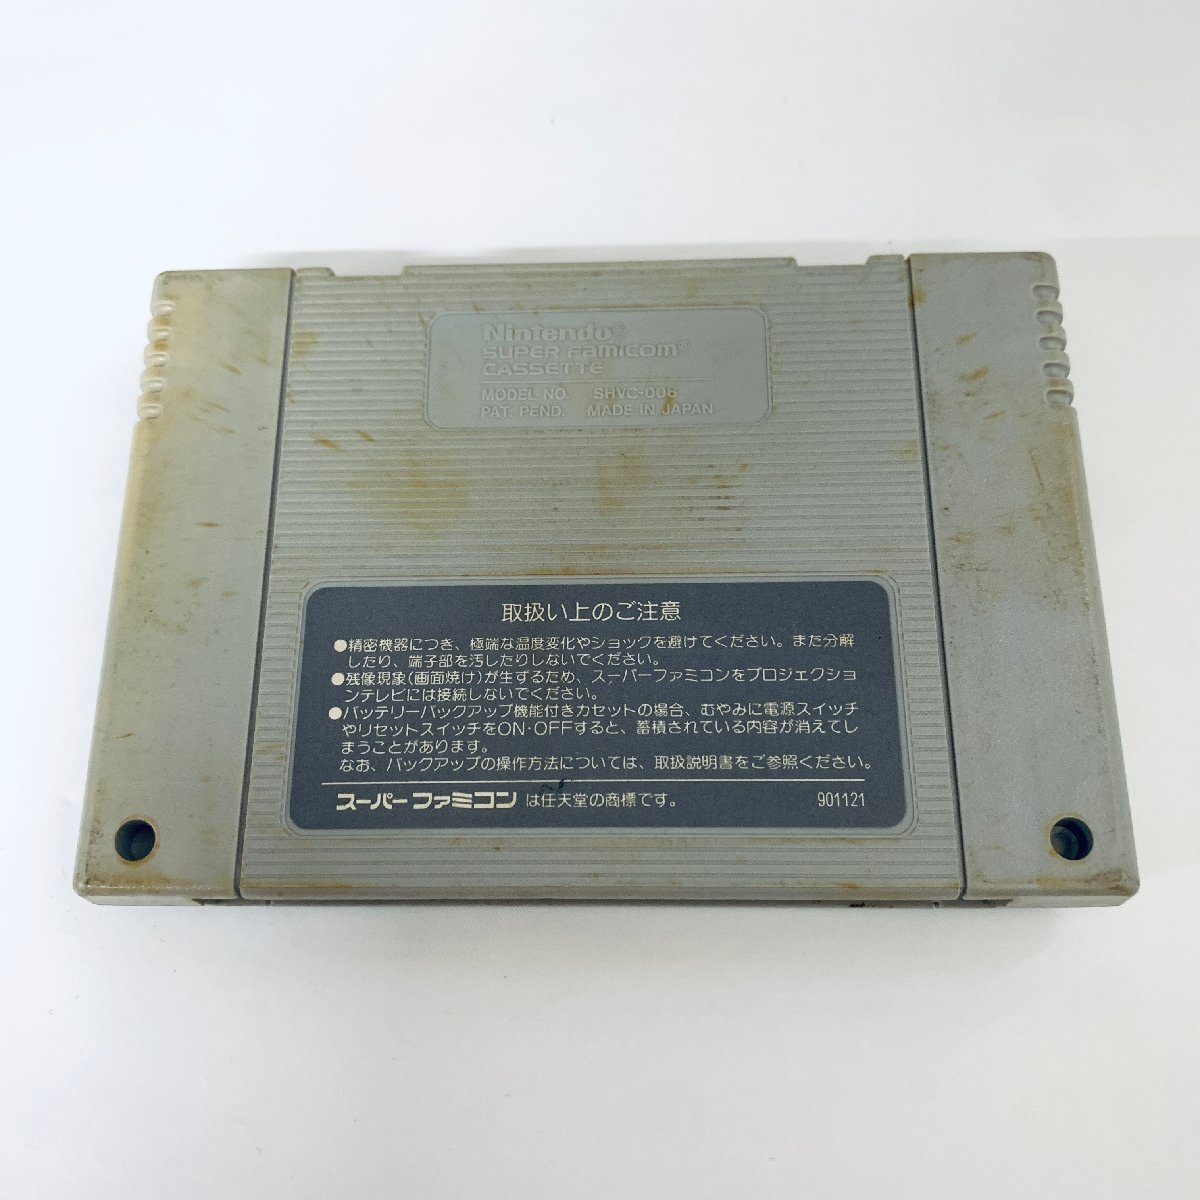 Nintendo®
SUPER Famicom®
CASSETTE
MODEL NO. SHVC-006
PAT. PEND. MADE IN JAPAN
取扱い上のご注意
●精密機器につき、極端な温度変化やショックを避けてください。また分解
したり、端子部を汚したりしないでください。
●残像現象(画面焼け)が生ずるため、スーパーファミコンをプロジェクショ
ンテレビには接続しないでください。
●バッテリーバックアップ機能付きカセットの場合、むやみに電源スイッチ
やリセットスイッチをON・OFFすると、蓄積されている内容が消えてし
まうことがあります。
なお、バックアップの操作方法については、取扱説明書をご参照ください。
スーパーファミコン は任天堂の商標です。 901121